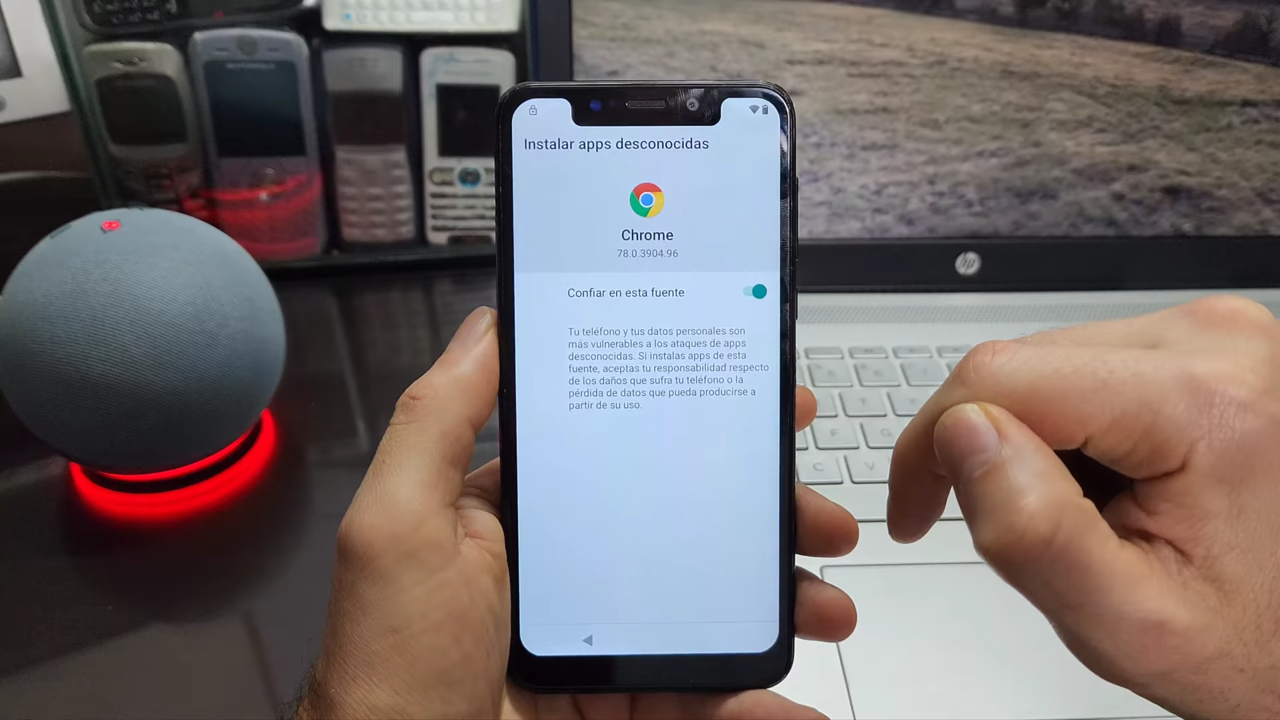 MOTOROLA
Instalar apps desconocidas
Chrome
78.0.3904.96
Confiar en esta fuente
Tu teléfono y tus datos personales son
más vulnerables a los ataques de apps
desconocidas. Si instalas apps de esta
fuente, aceptas tu responsabilidad respecto
de los daños que sufra tu teléfono o la
pérdida de datos que pueda producirse a
partir de su uso.
hp
C